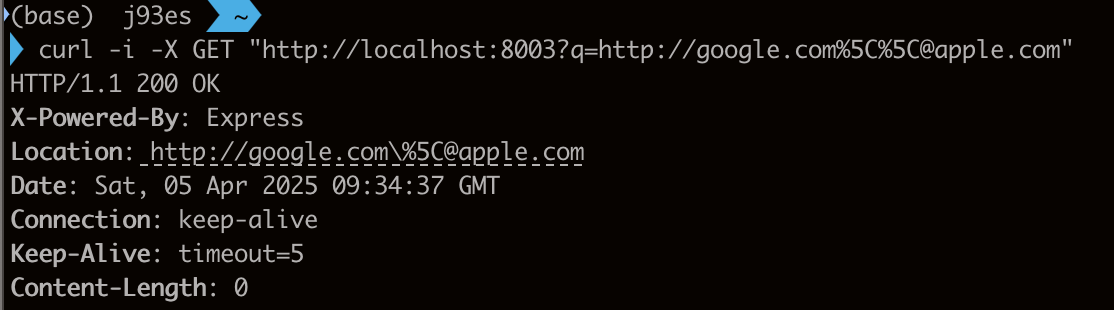 (base) j93es ~
curl -i -X GET "http://localhost:8003?q=http://google.com%5C%5C@apple.com"
HTTP/1.1 200 OK
X-Powered-By: Express
Location: http://google.com\%5C@apple.com
Date: Sat, 05 Apr 2025 09:34:37 GMT
Connection: keep-alive
Keep-Alive: timeout=5
Content-Length: 0